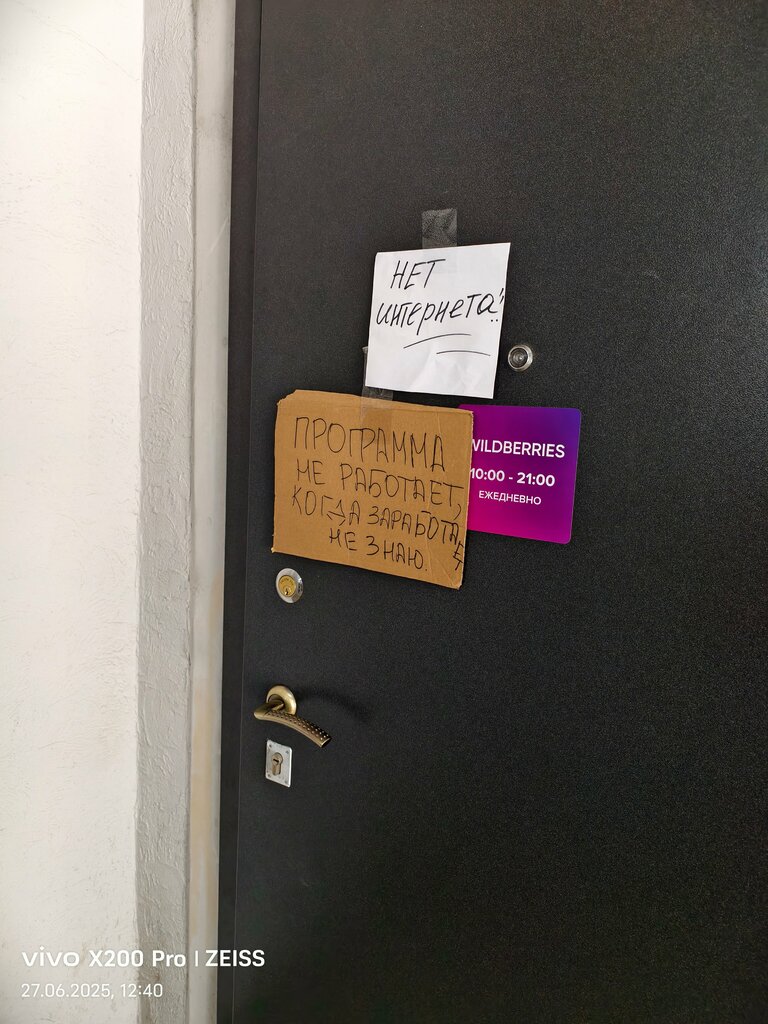 НЕТ
интернета!!
ПРОГРАММА
НЕ РАБОТАЕТ,
КОГДА ЗАРАБОТАЕТ
НЕ ЗНАЮ.
WILDBERRIES
10:00 - 21:00
ЕЖЕДНЕВНО
vivo X200 Pro | ZEISS
27.06.2025, 12:40